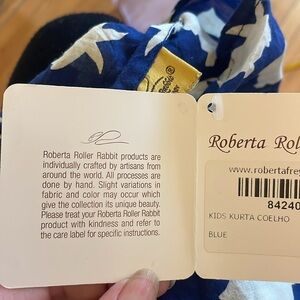 Roberta Roller Rabbit products are
individually crafted by artisans from
around the world. All processes are
done by hand. Slight variations in
fabric and color may occur which
give the collection its unique beauty.
Please treat your Roberta Roller Rabbit
product with kindness and refer to
the care label for specific instructions.
Roberta Rol
www.robertafrey
84240
KIDS KURTA COELHO
BLUE